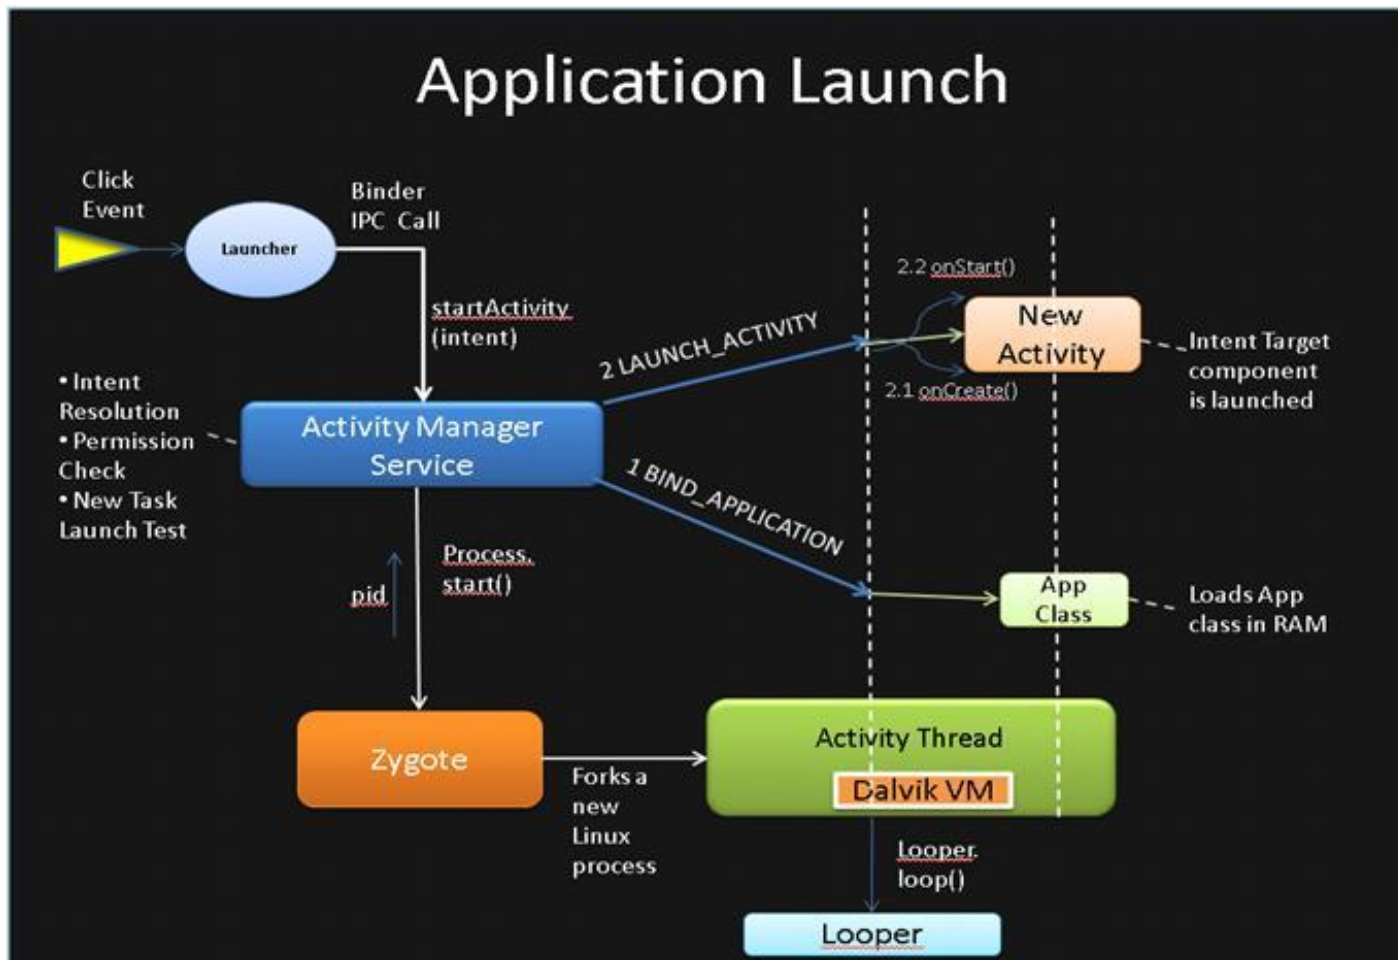 Application Launch
Click
Event
Binder
IPC Call
Launcher
startActivity
(intent)
2 LAUNCH_ACTIVITY
2.2 onStart()
New
Activity
2.1 onCreate()
Intent Target
component
is launched
• Intent
Resolution
• Permission
Check
• New Task
Launch Test
Activity Manager
Service
1 BIND_APPLICATION
pid
Process.
start()
App
Class
Loads App
class in RAM
Zygote
Forks a
new
Linux
process
Activity Thread
Dalvik VM
Looper.
loop()
Looper